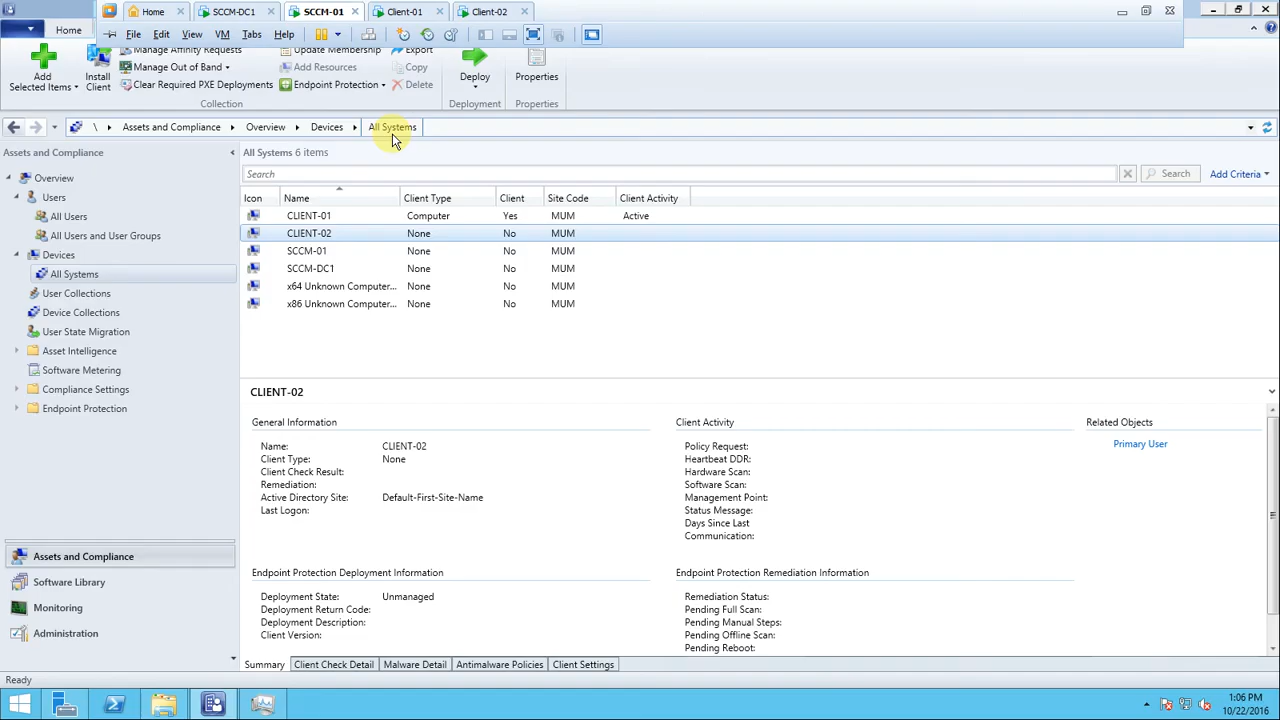 Home SCCM-DC1 SCCM-01 Client-01 Client-02
Home
File Edit View VM Tabs Help
Add
Selected Items
Install
Client
Manage Affinity Requests
Manage Out of Band
Clear Required PXE Deployments
Update Membership
Add Resources
Endpoint Protection
Export
Copy
Delete
Collection
Deploy
Deployment
Properties
Properties
\ Assets and Compliance Overview Devices All Systems
Assets and Compliance
Overview
Users
All Users
All Users and User Groups
Devices
All Systems
User Collections
Device Collections
User State Migration
Asset Intelligence
Software Metering
Compliance Settings
Endpoint Protection
Assets and Compliance
Software Library
Monitoring
Administration
All Systems 6 items
Search Search Add Criteria
Icon Name Client Type Client Site Code Client Activity
CLIENT-01 Computer Yes MUM Active
CLIENT-02 None No MUM
SCCM-01 None No MUM
SCCM-DC1 None No MUM
x64 Unknown Computer... None No MUM
x86 Unknown Computer... None No MUM
CLIENT-02
General Information
Name: CLIENT-02
Client Type: None
Client Check Result:
Remediation:
Active Directory Site: Default-First-Site-Name
Last Logon:
Client Activity
Policy Request:
Heartbeat DDR:
Hardware Scan:
Software Scan:
Management Point:
Status Message:
Days Since Last
Communication:
Related Objects
Primary User
Endpoint Protection Deployment Information
Deployment State: Unmanaged
Deployment Return Code:
Deployment Description:
Client Version:
Endpoint Protection Remediation Information
Remediation Status:
Pending Full Scan:
Pending Manual Steps:
Pending Offline Scan:
Pending Reboot:
Summary Client Check Detail Malware Detail Antimalware Policies Client Settings
Ready
1:06 PM
10/22/2016